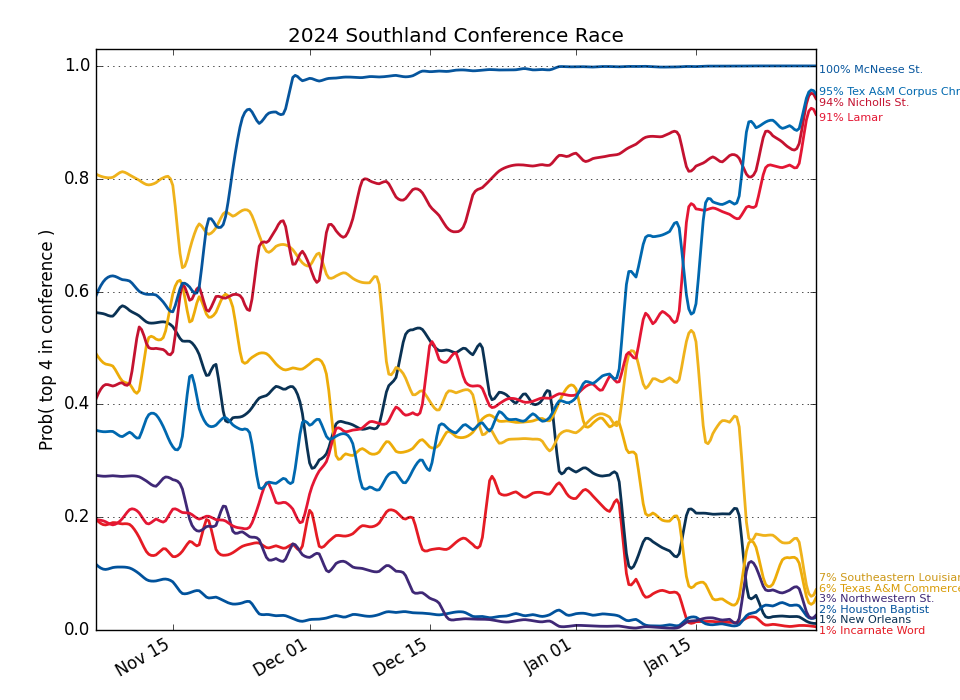 2024 Southland Conference Race
Prob( top 4 in conference )
1.0
0.8
0.6
0.4
0.2
0.0
Nov 15
Dec 01
Dec 15
Jan 01
Jan 15
100% McNeese St.
95% Tex A&M Corpus Chr
94% Nicholls St.
91% Lamar
7% Southeastern Louisian
6% Texas A&M Commerce
3% Northwestern St.
2% Houston Baptist
1% New Orleans
1% Incarnate Word